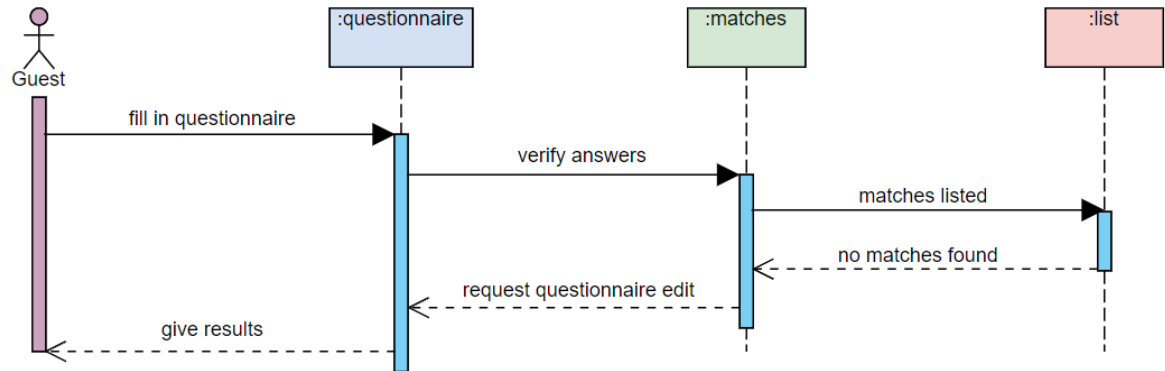 :questionnaire
:matches
:list
Guest
fill in questionnaire
verify answers
matches listed
no matches found
request questionnaire edit
give results